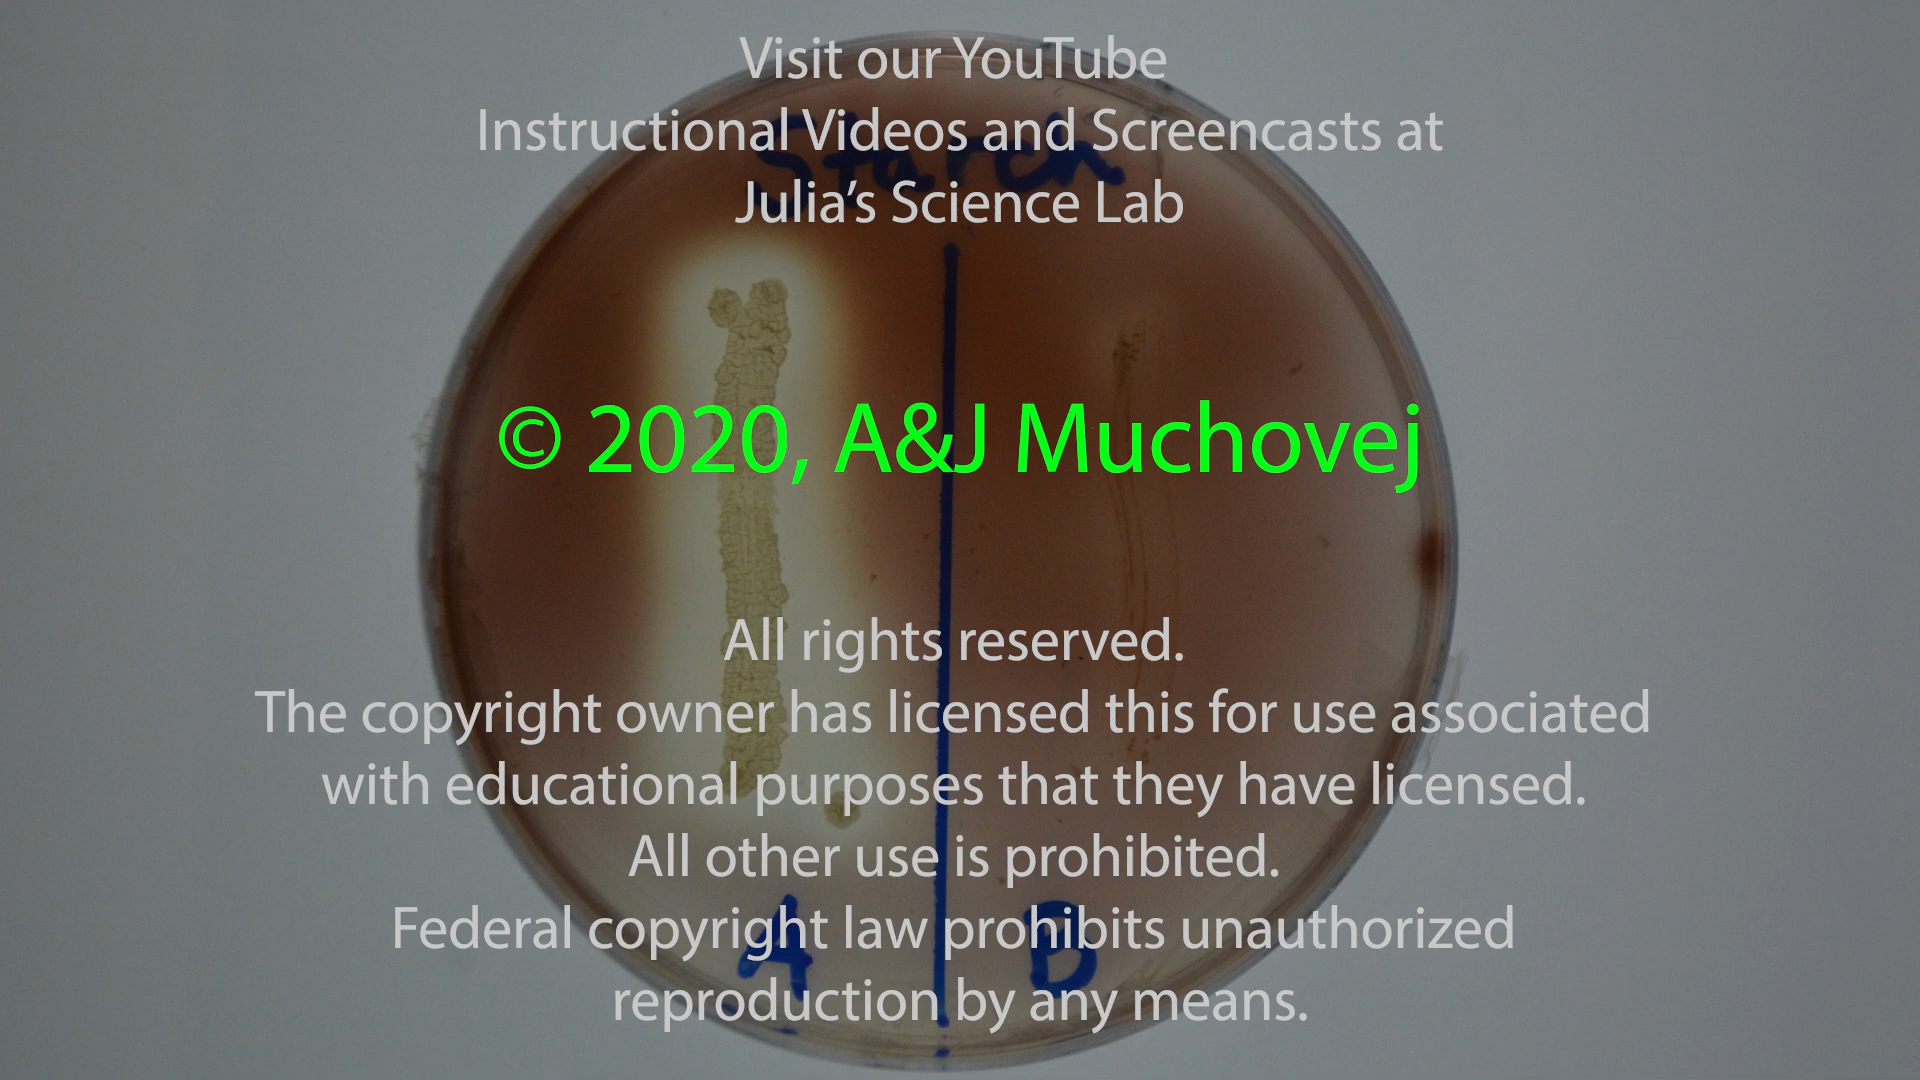 Visit our YouTube
Instructional Videos and Screencasts at
Starch
Julia’s Science Lab
© 2020, A&J Muchovej
All rights reserved.
The copyright owner has licensed this for use associated
with educational purposes that they have licensed.
All other use is prohibited.
Federal copyright law prohibits unauthorized
A B
reproduction by any means.